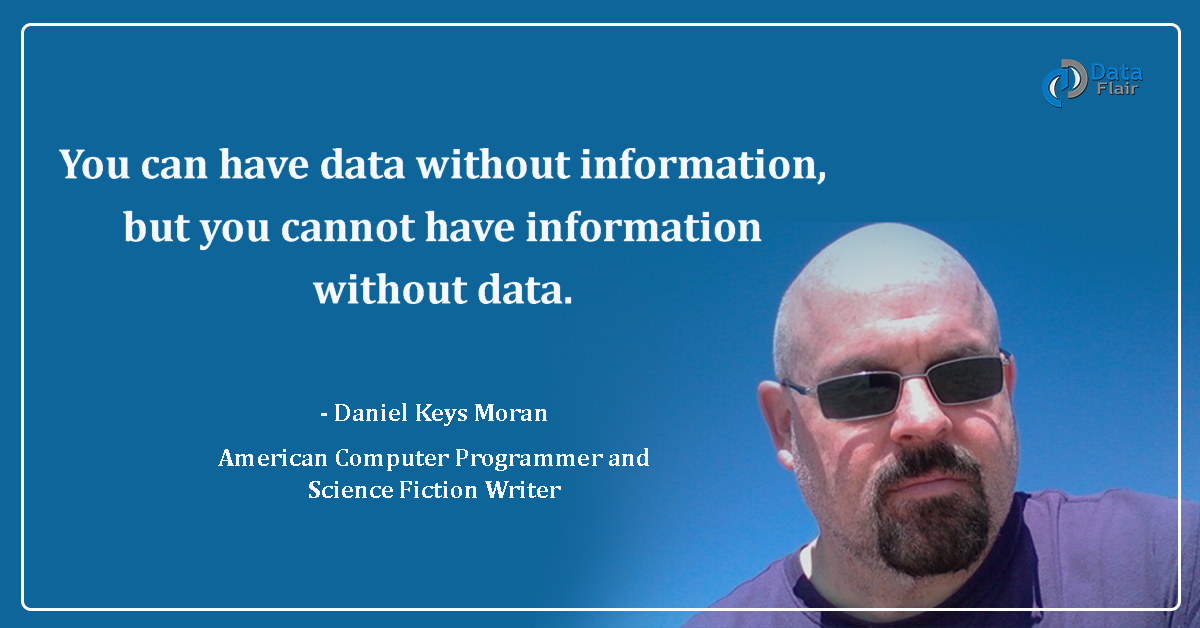 Data
Flair
You can have data without information,
but you cannot have information
without data.
- Daniel Keys Moran
American Computer Programmer and
Science Fiction Writer